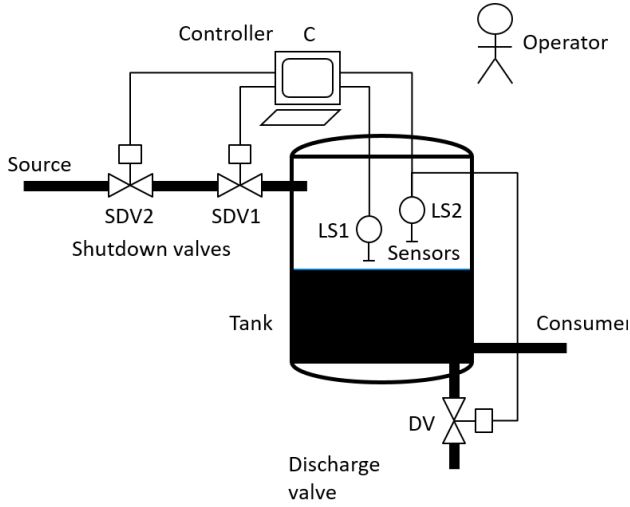 Controller C
Operator
Source
SDV2
SDV1
Shutdown valves
LS1
LS2
Sensors
Tank
Consumer
DV
Discharge
valve